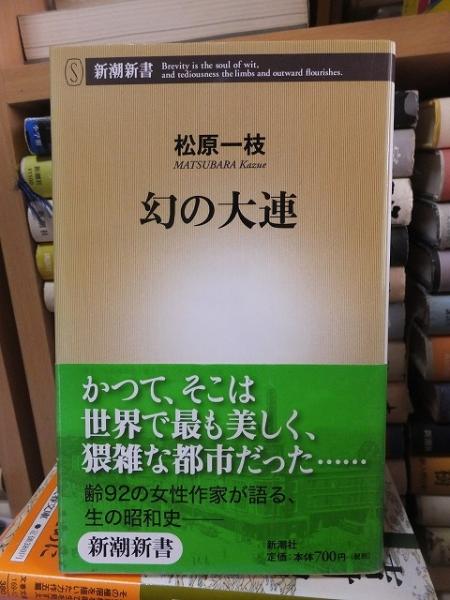 S
新潮新書
Brevity is the soul of wit,
and tediousness the limbs and outward flourishes.
松原一枝
MATSUBARA Kazue
幻の大連
かつて、そこは
世界で最も美しく、
猥雑な都市だった……
齢92の女性作家が語る、
生の昭和史――
新潮新書
新潮社
定価:本体700円(税別)